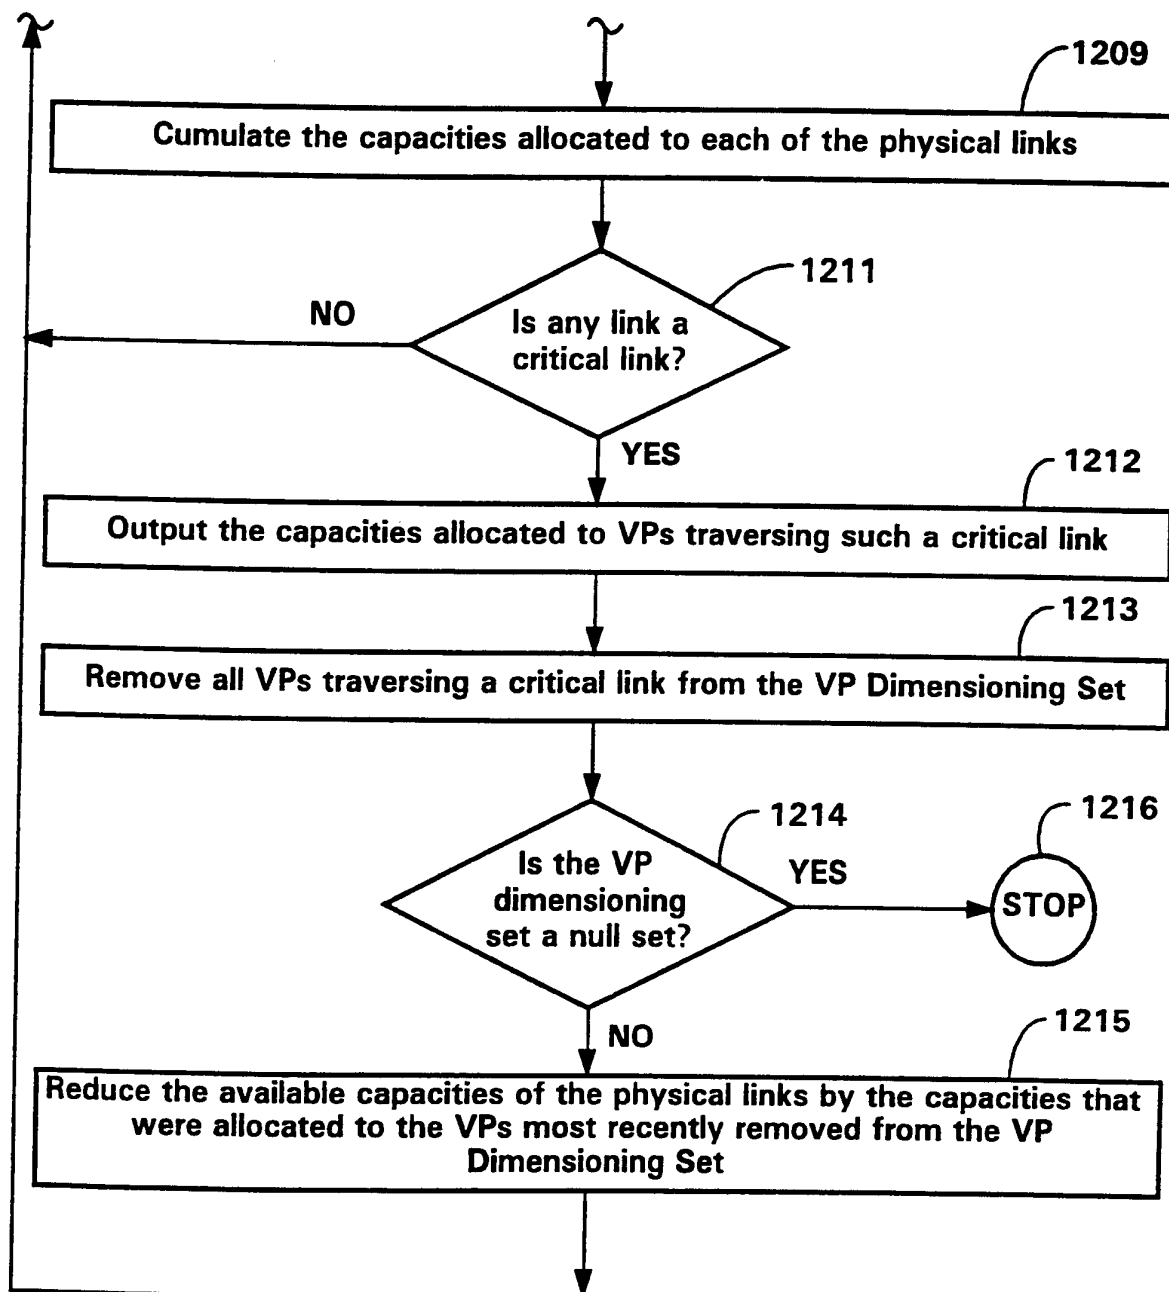 1209
Cumulate the capacities allocated to each of the physical links
1211
Is any link a
critical link?
NO
YES
1212
Output the capacities allocated to VPs traversing such a critical link
1213
Remove all VPs traversing a critical link from the VP Dimensioning Set
1214
1216
Is the VP
dimensioning
set a null set?
YES
STOP
NO
1215
Reduce the available capacities of the physical links by the capacities that
were allocated to the VPs most recently removed from the VP
Dimensioning Set